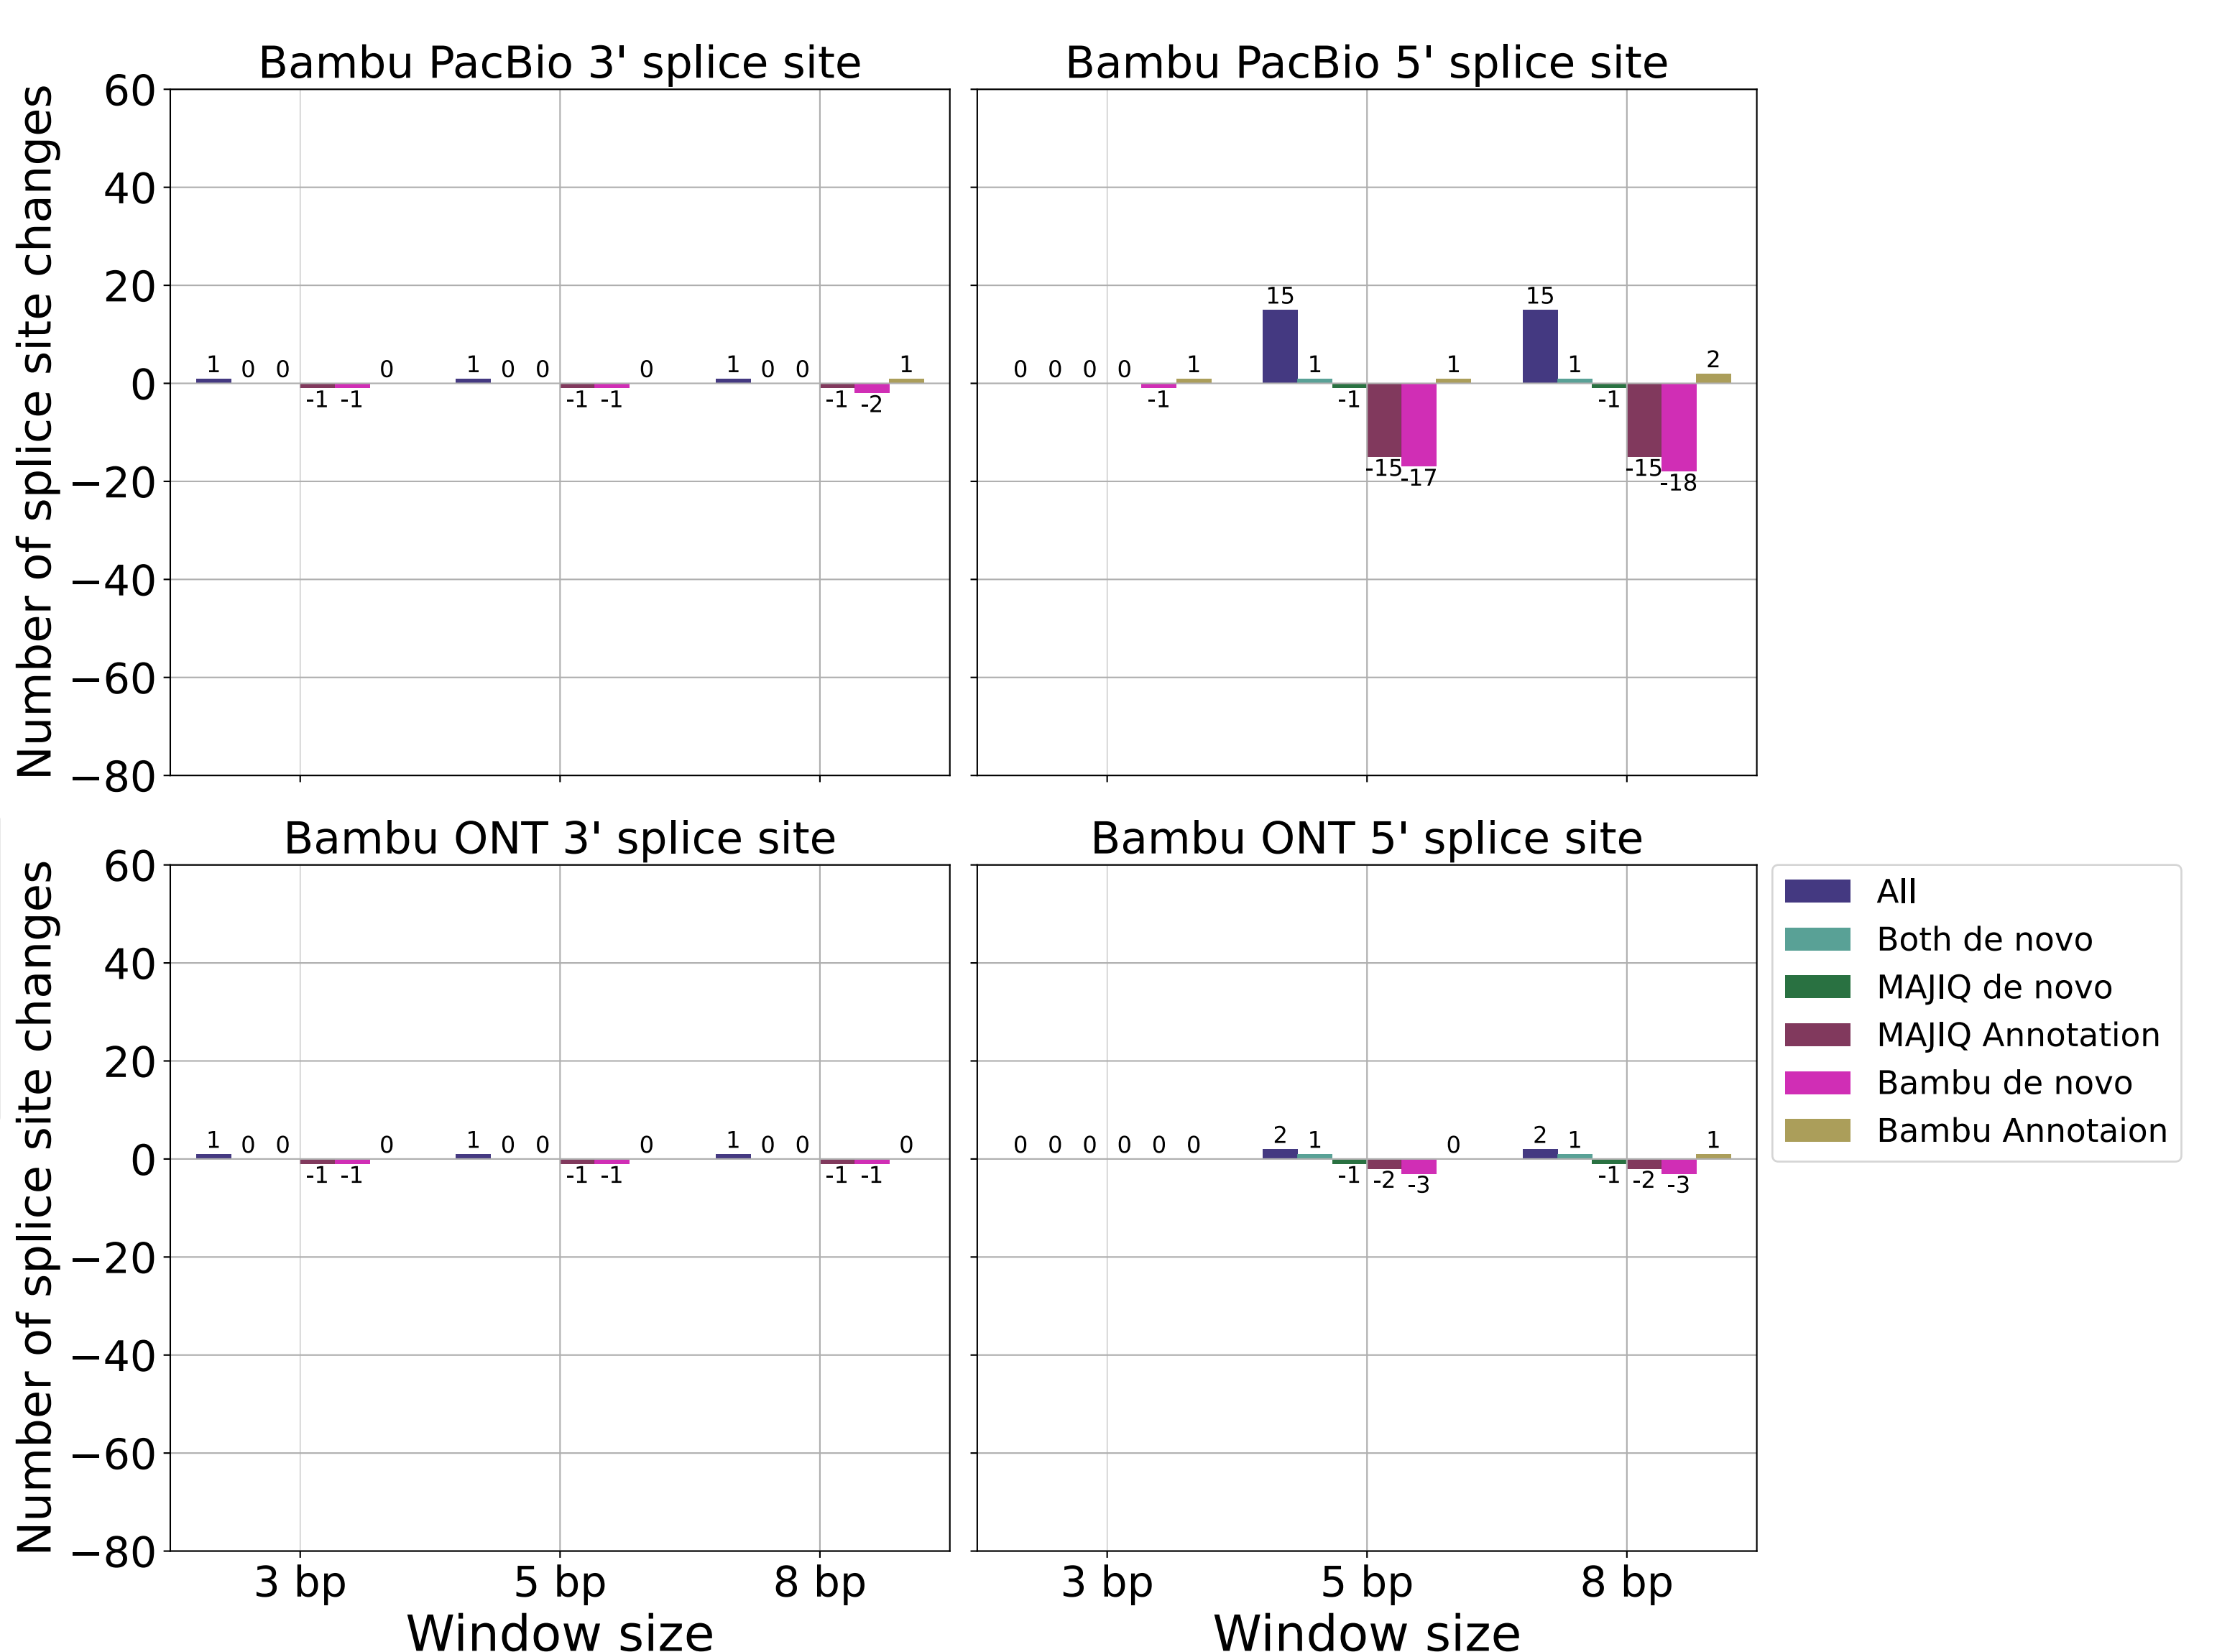 Bambu PacBio 3' splice site
Bambu PacBio 5' splice site
Number of splice site changes
60
40
20
0
−20
−40
−60
−80
1 0 0 -1 -1 0
1 0 0 -1 -1 0
1 0 0 -1 -2 1
0 0 0 0 -1 1
15 1 -1 -15 -17 1
15 1 -1 -15 -18 2
Bambu ONT 3' splice site
Bambu ONT 5' splice site
Number of splice site changes
60
40
20
0
−20
−40
−60
−80
1 0 0 -1 -1 0
1 0 0 -1 -1 0
1 0 0 -1 -1 0
0 0 0 0 0 0
2 1 -1 -2 -3 0
2 1 -1 -2 -3 1
3 bp 5 bp 8 bp
3 bp 5 bp 8 bp
Window size
Window size
All
Both de novo
MAJIQ de novo
MAJIQ Annotation
Bambu de novo
Bambu Annotaion